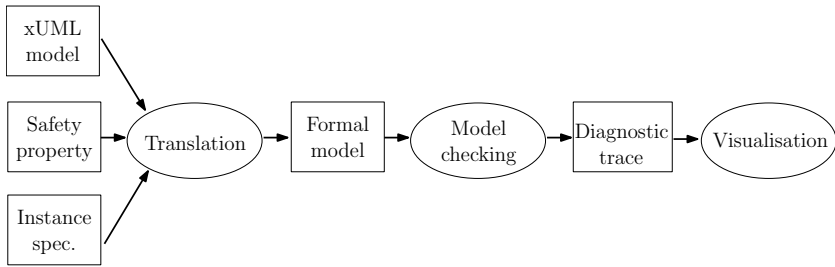 xUML
model
Safety
property
Instance
spec.
Translation
Formal
model
Model
checking
Diagnostic
trace
Visualisation